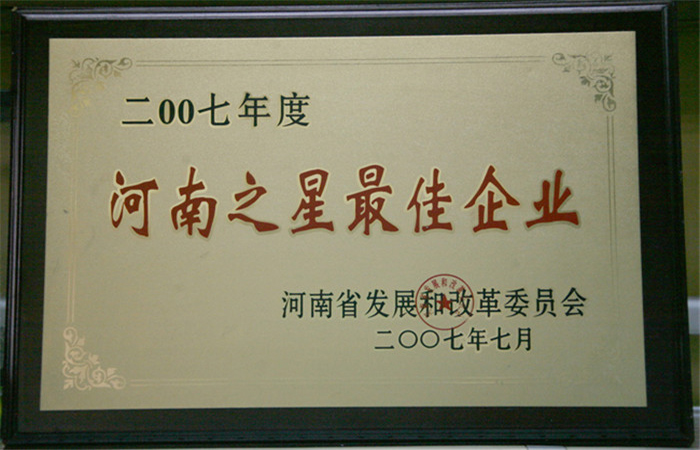 二00七年度
河南之星最佳企业
河南省发展和改革委员会
二〇〇七年七月